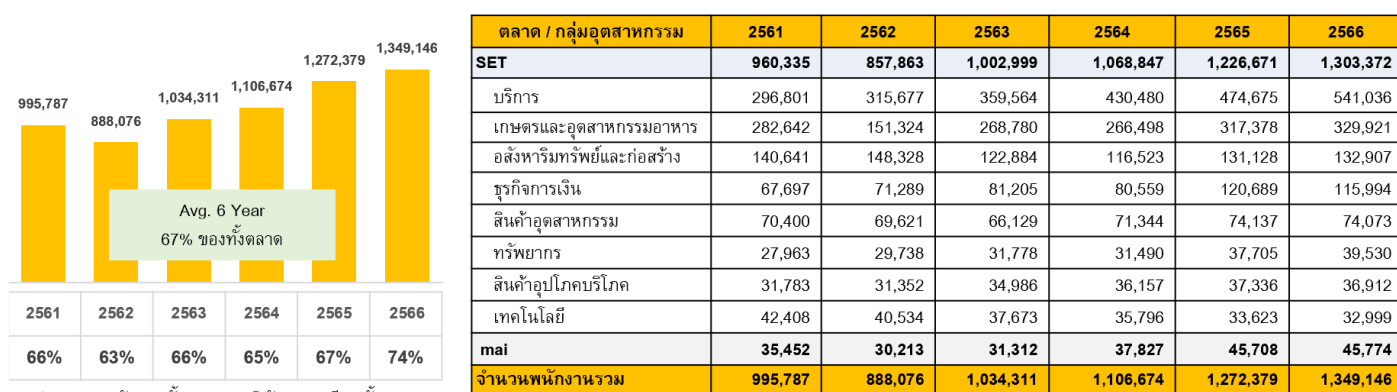 995,787
888,076
1,034,311
1,106,674
1,272,379
1,349,146
Avg. 6 Year
67% ของทั้งตลาด
2561 2562 2563 2564 2565 2566
66% 63% 66% 65% 67% 74%
ตลาด / กลุ่มอุตสาหกรรม 2561 2562 2563 2564 2565 2566
SET 960,335 857,863 1,002,999 1,068,847 1,226,671 1,303,372
บริการ 296,801 315,677 359,564 430,480 474,675 541,036
เกษตรและอุตสาหกรรมอาหาร 282,642 151,324 268,780 266,498 317,378 329,921
อสังหาริมทรัพย์และก่อสร้าง 140,641 148,328 122,884 116,523 131,128 132,907
ธุรกิจการเงิน 67,697 71,289 81,205 80,559 120,689 115,994
สินค้าอุตสาหกรรม 70,400 69,621 66,129 71,344 74,137 74,073
ทรัพยากร 27,963 29,738 31,778 31,490 37,705 39,530
สินค้าอุปโภคบริโภค 31,783 31,352 34,986 36,157 37,336 36,912
เทคโนโลยี 42,408 40,534 37,673 35,796 33,623 32,999
mai 35,452 30,213 31,312 37,827 45,708 45,774
จำนวนพนักงานรวม 995,787 888,076 1,034,311 1,106,674 1,272,379 1,349,146